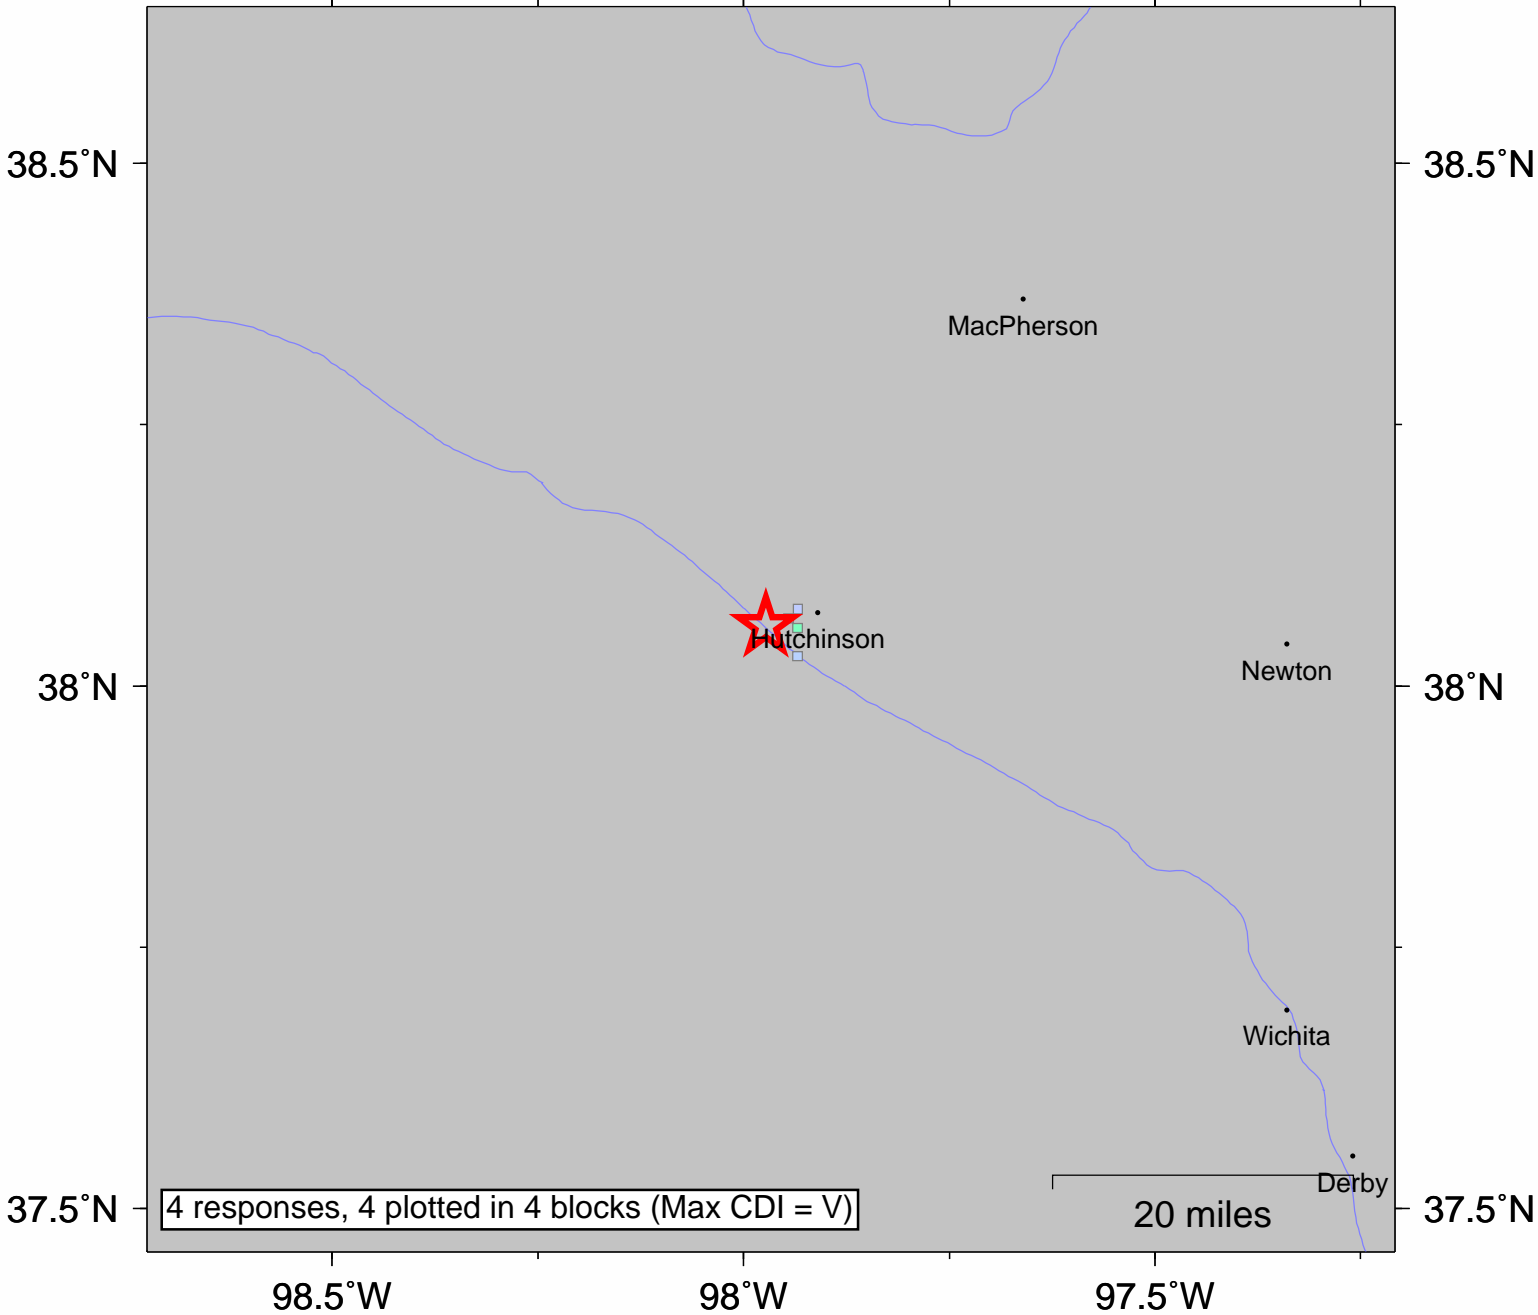 38.5˚N
38.5˚N
MacPherson
Hutchinson
Newton
38˚N
38˚N
Wichita
Derby
4 responses, 4 plotted in 4 blocks (Max CDI = V)
20 miles
37.5˚N
37.5˚N
98.5˚W
98˚W
97.5˚W